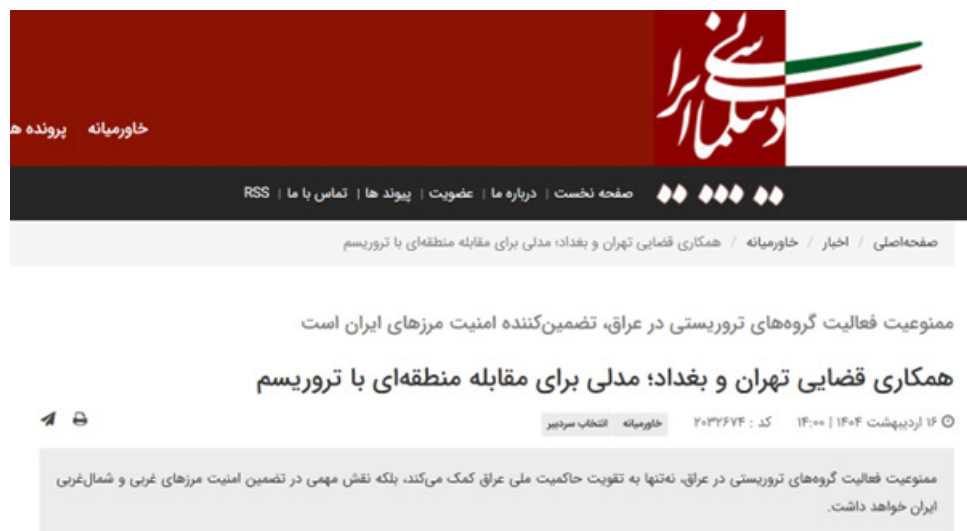 دیپلماسی ایرانی
خاورمیانه پرونده ه
صفحه نخست | درباره ما | عضویت | پیوند ها | تماس با ما | RSS
صفحه‌اصلی / اخبار / خاورمیانه / همکاری قضایی تهران و بغداد؛ مدلی برای مقابله منطقه‌ای با تروریسم
ممنوعیت فعالیت گروه‌های تروریستی در عراق، تضمین‌کننده امنیت مرزهای ایران است
همکاری قضایی تهران و بغداد؛ مدلی برای مقابله منطقه‌ای با تروریسم
۱۶ اردیبهشت ۱۴۰۴ | ۱۴:۰۰ کد : ۲۰۳۲۶۷۴ خاورمیانه انتخاب سردبیر
ممنوعیت فعالیت گروه‌های تروریستی در عراق، نه‌تنها به تقویت حاکمیت ملی عراق کمک می‌کند، بلکه نقش مهمی در تضمین امنیت مرزهای غربی و شمال‌غربی
ایران خواهد داشت.